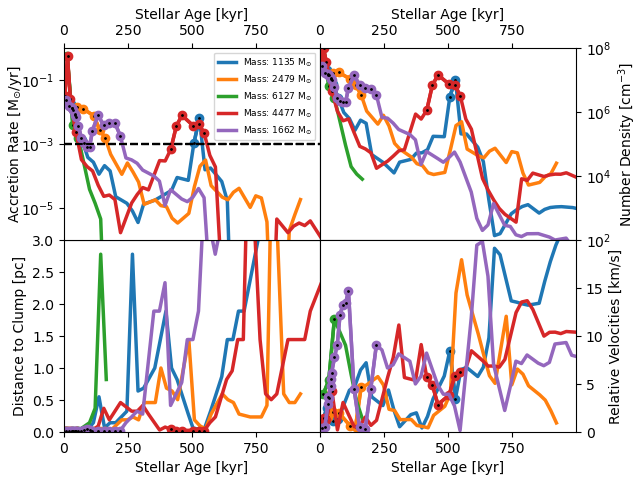 Stellar Age [kyr] Stellar Age [kyr]
0 250 500 750 0 250 500 750
Accretion Rate [M⊙/yr]
10⁻¹
10⁻³
10⁻⁵
Mass: 1135 M⊙
Mass: 2479 M⊙
Mass: 6127 M⊙
Mass: 4477 M⊙
Mass: 1662 M⊙
10⁸
10⁶
10⁴
10²
Number Density [cm⁻³]
Distance to Clump [pc]
3.0
2.5
2.0
1.5
1.0
0.5
0.0
15
10
5
0
Relative Velocities [km/s]
0 250 500 750 0 250 500 750
Stellar Age [kyr] Stellar Age [kyr]